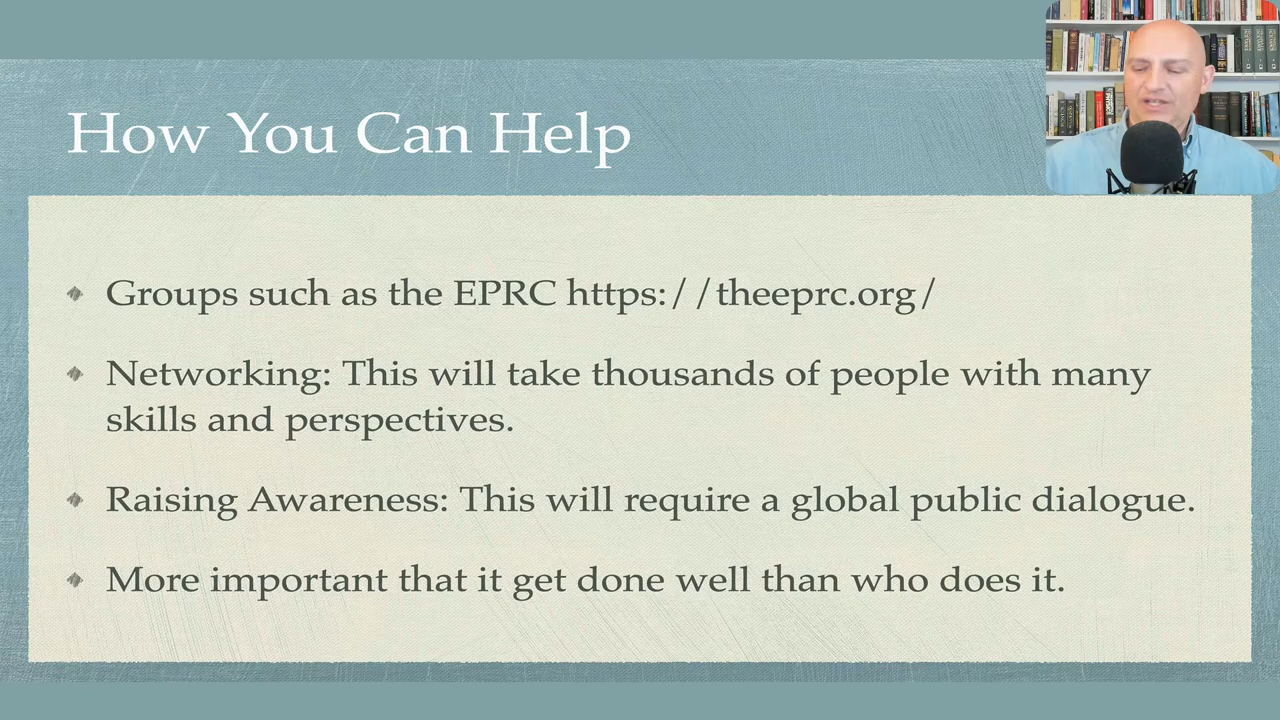 How You Can Help
Groups such as the EPRC https://theeprc.org/
Networking: This will take thousands of people with many
skills and perspectives.
Raising Awareness: This will require a global public dialogue.
More important that it get done well than who does it.